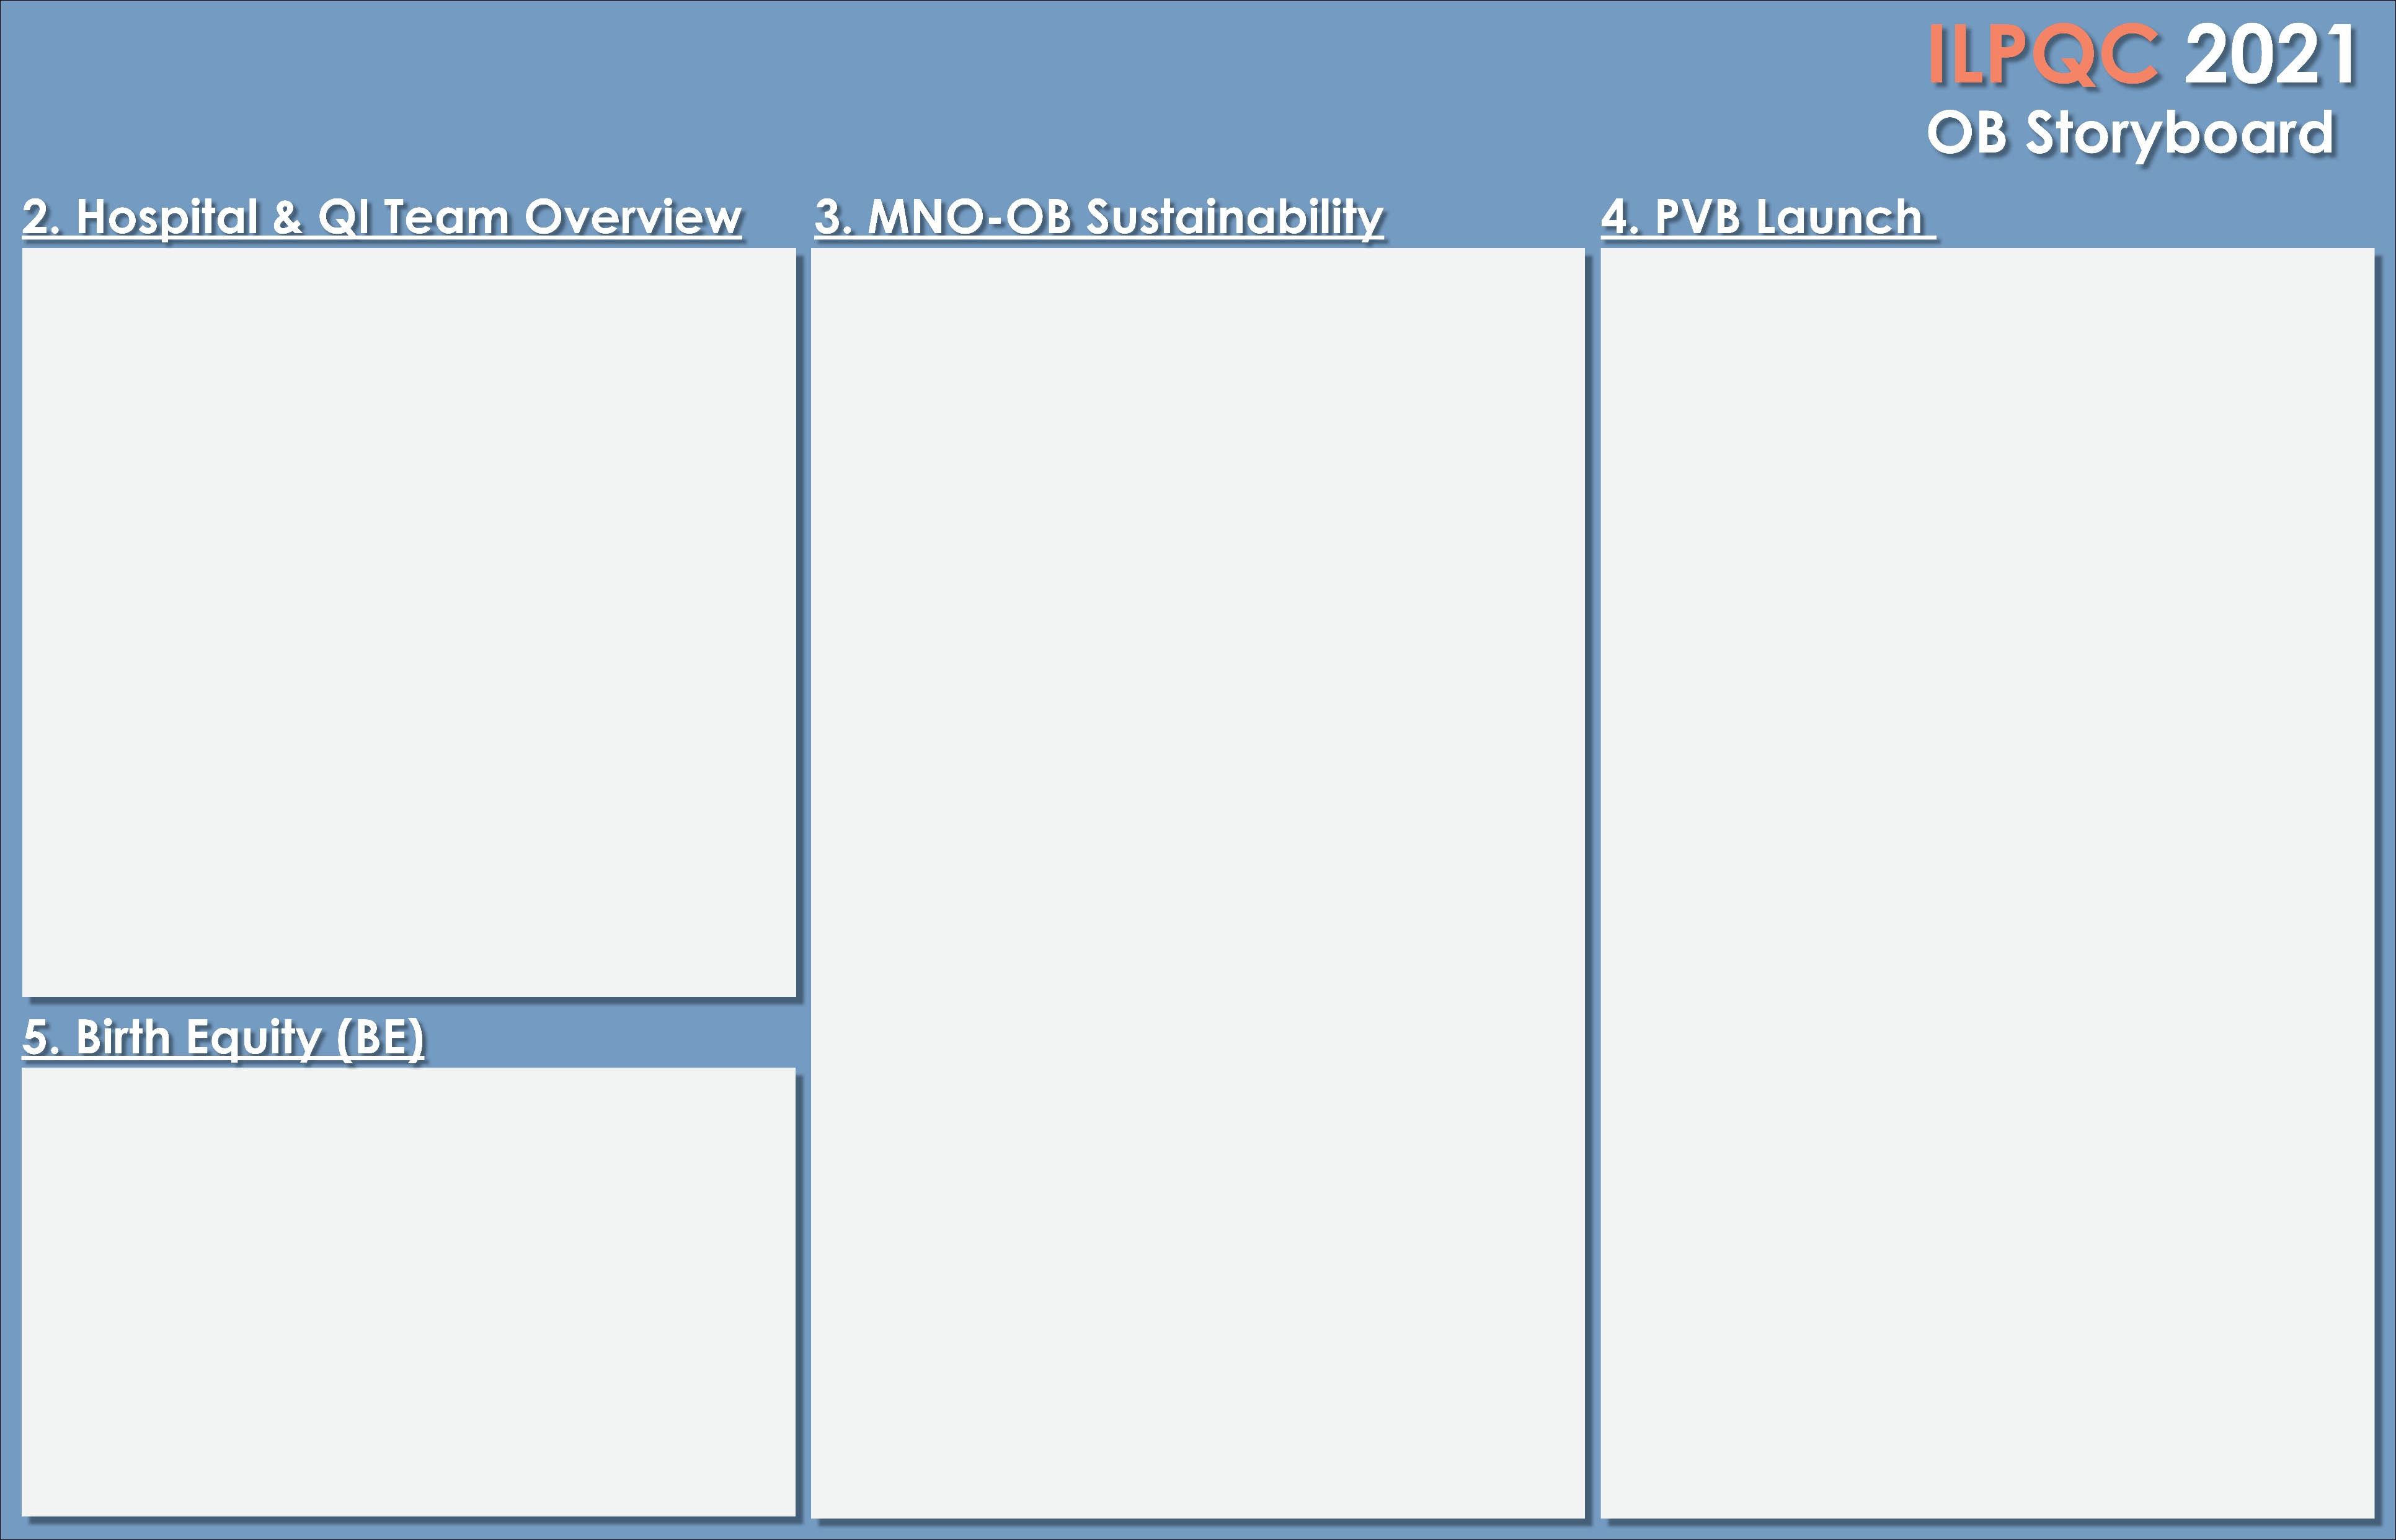 ILPQC 2021
OB Storyboard
2. Hospital & QI Team Overview
3. MNO-OB Sustainability
4. PVB Launch
5. Birth Equity (BE)